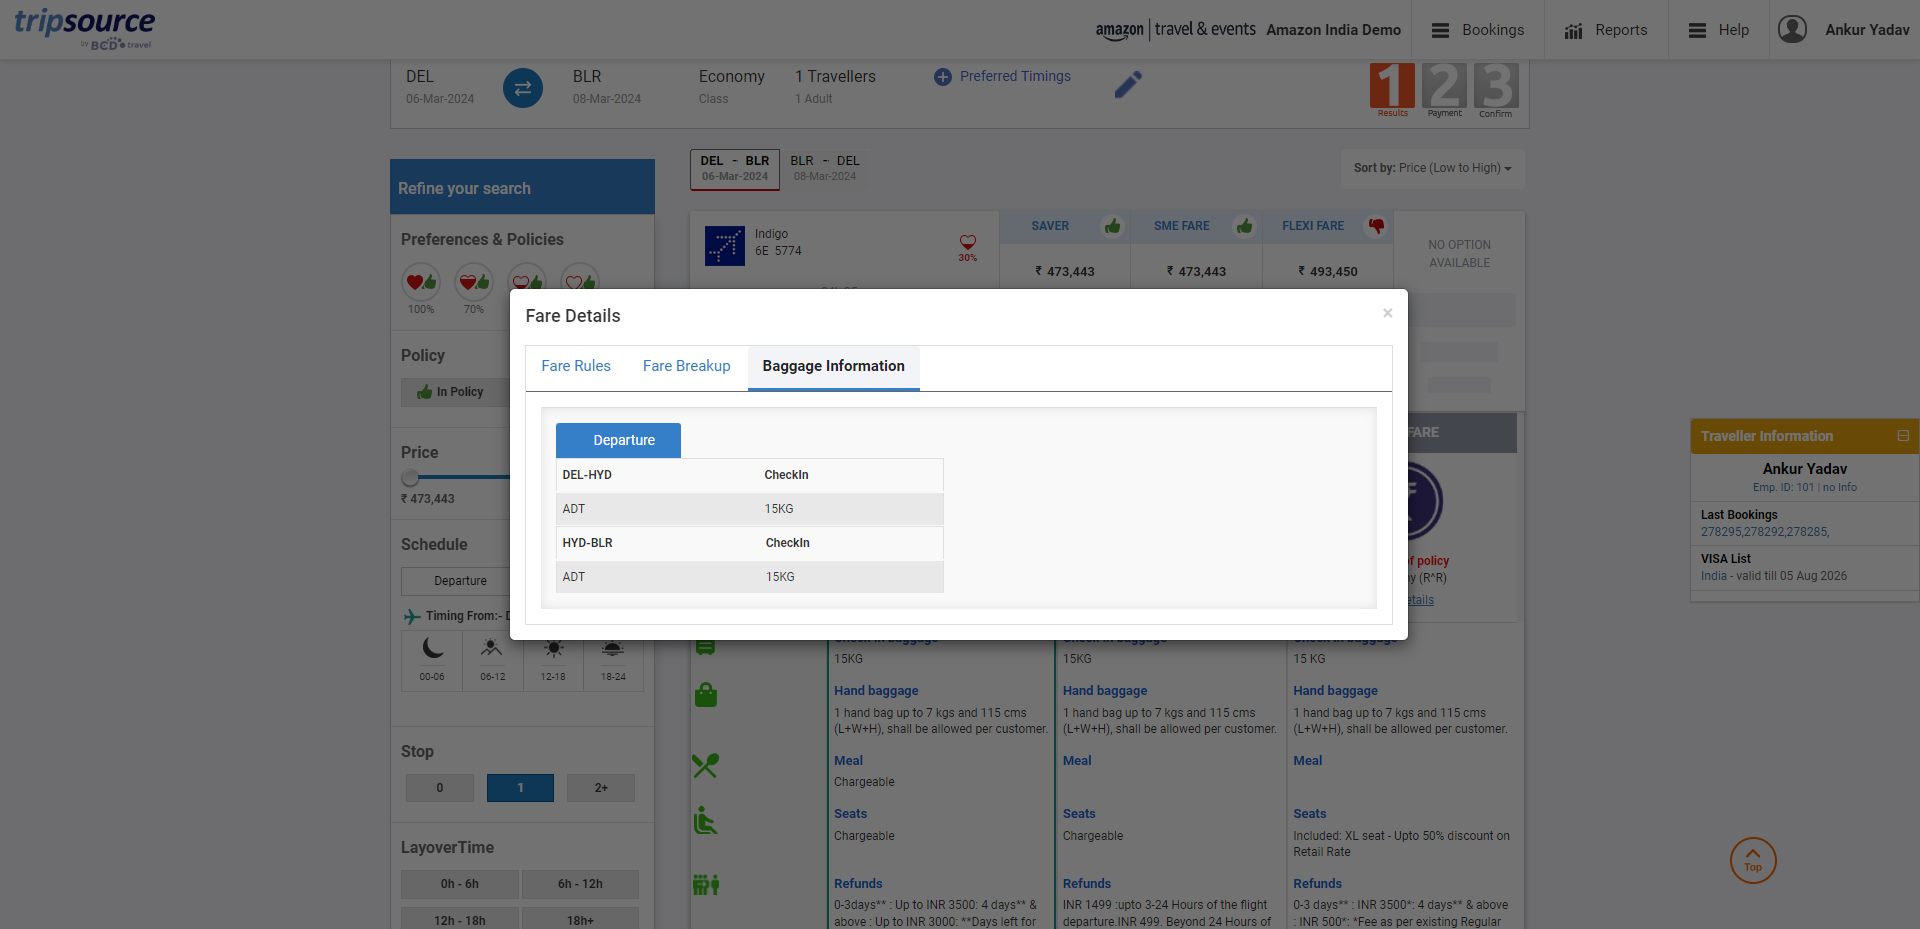 tripsource
by BCD travel
amazon | travel & events
Amazon India Demo
Bookings
Reports
Help
Ankur Yadav
DEL
06-Mar-2024
BLR
08-Mar-2024
Economy
Class
1 Travellers
1 Adult
Preferred Timings
1 2 3
Results Payment Confirm
Refine your search
DEL - BLR
06-Mar-2024
BLR - DEL
08-Mar-2024
Sort by: Price (Low to High)
Preferences & Policies
100%
70%
Indigo
6E 5774
30%
SAVER
SME FARE
FLEXI FARE
₹ 473,443
₹ 473,443
₹ 493,450
NO OPTION
AVAILABLE
Fare Details
×
Fare Rules
Fare Breakup
Baggage Information
Departure
DEL-HYD CheckIn
ADT 15KG
HYD-BLR CheckIn
ADT 15KG
Policy
In Policy
Price
₹ 473,443
Schedule
Departure
Timing From:-
00-06
06-12
12-18
18-24
Stop
0
1
2+
LayoverTime
0h - 6h
6h - 12h
12h - 18h
18h+
FARE
of policy
(R^R)
Check in baggage
15KG
Hand baggage
1 hand bag up to 7 kgs and 115 cms
(L+W+H), shall be allowed per customer.
Meal
Chargeable
Seats
Chargeable
Refunds
0-3days** : Up to INR 3500: 4 days** &
above : Up to INR 3000: **Days left for
Check in baggage
15KG
Hand baggage
1 hand bag up to 7 kgs and 115 cms
(L+W+H), shall be allowed per customer.
Meal
Seats
Chargeable
Refunds
INR 1499 :upto 3-24 Hours of the flight
departure.INR 499. Beyond 24 Hours of
Check in baggage
15 KG
Hand baggage
1 hand bag up to 7 kgs and 115 cms
(L+W+H), shall be allowed per customer.
Meal
Seats
Included: XL seat - Upto 50% discount on
Retail Rate
Refunds
0-3 days** : INR 3500*: 4 days** & above
: INR 500*: *Fee as per existing Regular
Traveller Information
Ankur Yadav
Emp. ID: 101 | no Info
Last Bookings
278295,278292,278285,
VISA List
India - valid till 05 Aug 2026
Top